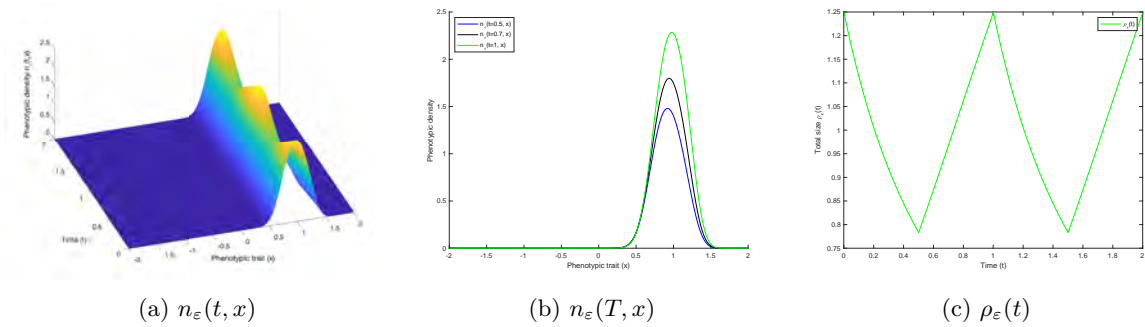 Phenotypic density n_ε(t,x)
2.5
2
1.5
1
0.5
0
2
1.5
1
0.5
0
Time (t)
-2
-1
-0.5
0
0.5
1
1.5
2
Phenotypic trait (x)
(a) n_ε(t, x)
n_ε(t=0.5, x)
n_ε(t=0.7, x)
n_ε(t=1, x)
Phenotypic density
2.5
2
1.5
1
0.5
0
-2 -1.5 -1 -0.5 0 0.5 1 1.5 2
Phenotypic trait (x)
(b) n_ε(T, x)
ρ_ε(t)
Total size ρ_ε(t)
1.25
1.2
1.15
1.1
1.05
1
0.95
0.9
0.85
0.8
0.75
0 0.2 0.4 0.6 0.8 1 1.2 1.4 1.6 1.8 2
Time (t)
(c) ρ_ε(t)